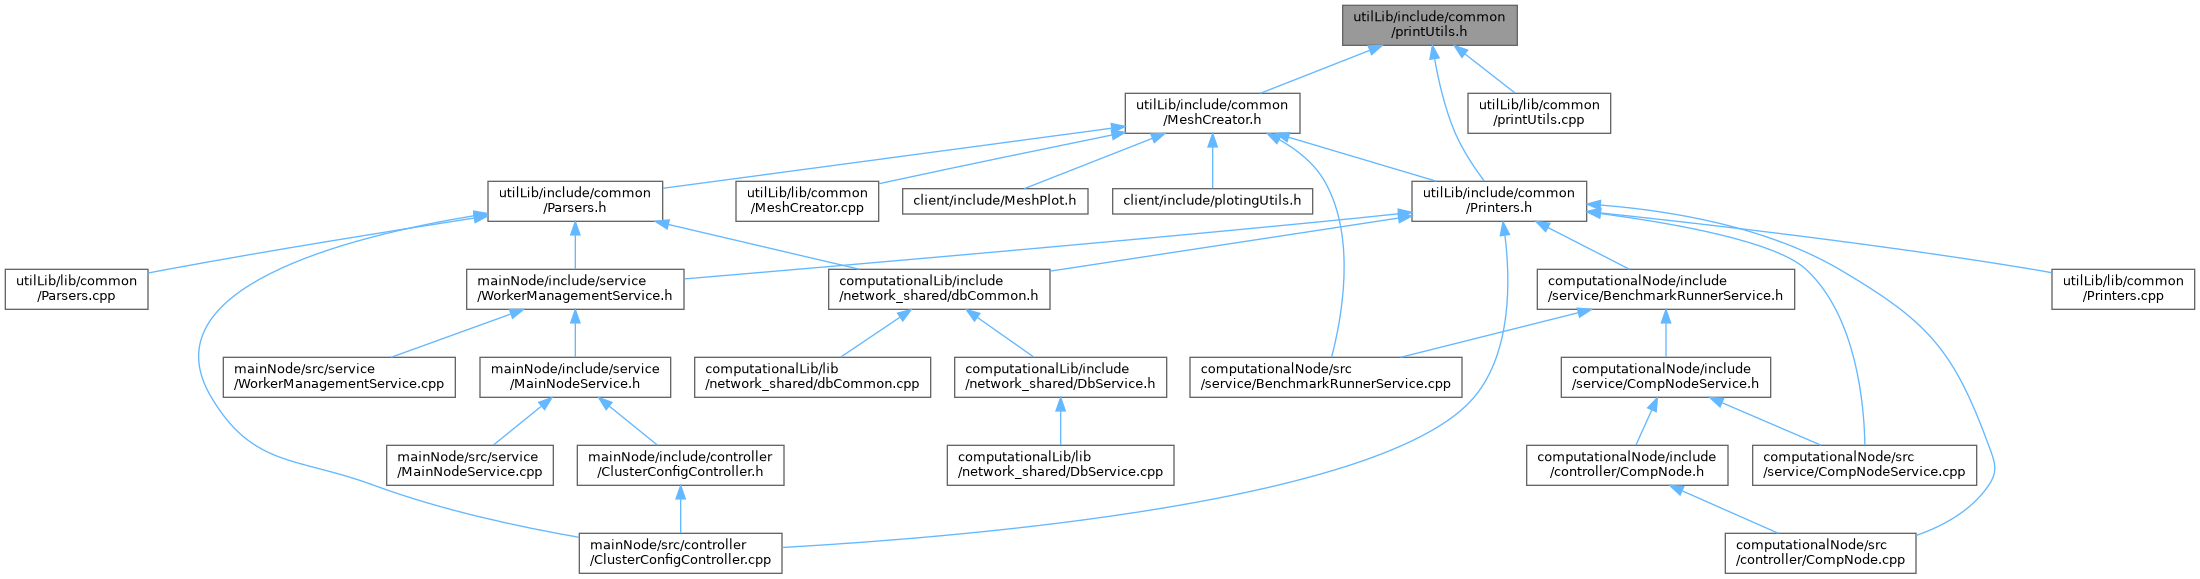 utilLib/include/common
/printUtils.h
utilLib/include/common
/MeshCreator.h
utilLib/lib/common
/printUtils.cpp
utilLib/include/common
/Parsers.h
utilLib/lib/common
/MeshCreator.cpp
client/include/MeshPlot.h
client/include/plotingUtils.h
utilLib/include/common
/Printers.h
utilLib/lib/common
/Parsers.cpp
mainNode/include/service
/WorkerManagementService.h
computationalLib/include
/network_shared/dbCommon.h
computationalNode/include
/service/BenchmarkRunnerService.h
utilLib/lib/common
/Printers.cpp
mainNode/src/service
/WorkerManagementService.cpp
mainNode/include/service
/MainNodeService.h
computationalLib/lib
/network_shared/dbCommon.cpp
computationalLib/include
/network_shared/DbService.h
computationalNode/src
/service/BenchmarkRunnerService.cpp
computationalNode/include
/service/CompNodeService.h
mainNode/src/service
/MainNodeService.cpp
mainNode/include/controller
/ClusterConfigController.h
computationalLib/lib
/network_shared/DbService.cpp
computationalNode/include
/controller/CompNode.h
computationalNode/src
/service/CompNodeService.cpp
mainNode/src/controller
/ClusterConfigController.cpp
computationalNode/src
/controller/CompNode.cpp